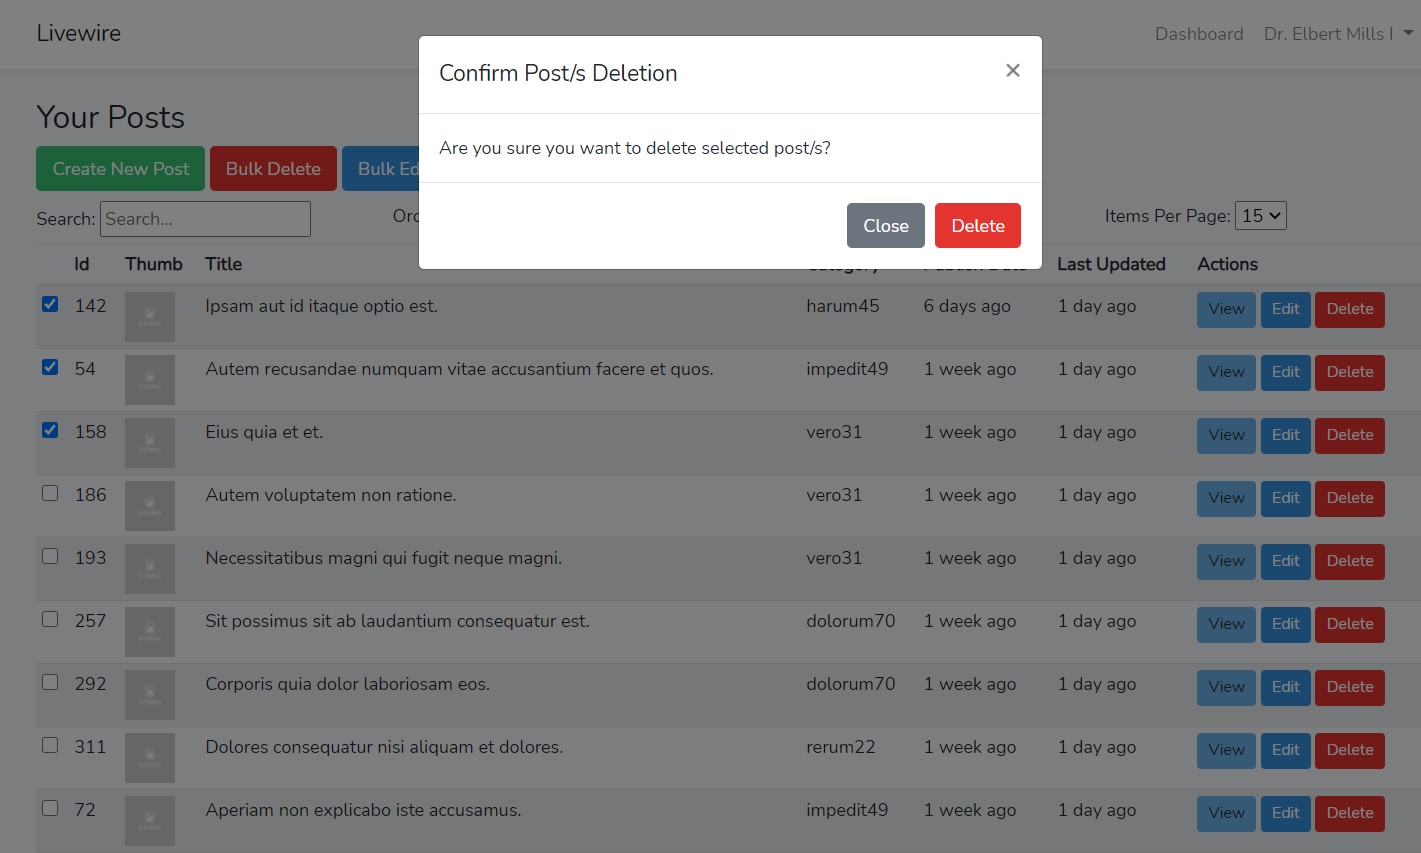 Livewire
Dashboard Dr. Elbert Mills I
Confirm Post/s Deletion ×
Are you sure you want to delete selected post/s?
Close Delete
Your Posts
Create New Post Bulk Delete Bulk Ed
Search: Search... Ord Items Per Page: 15
Id Thumb Title Category Publish Date Last Updated Actions
142 Ipsam aut id itaque optio est. harum45 6 days ago 1 day ago View Edit Delete
54 Autem recusandae numquam vitae accusantium facere et quos. impedit49 1 week ago 1 day ago View Edit Delete
158 Eius quia et et. vero31 1 week ago 1 day ago View Edit Delete
186 Autem voluptatem non ratione. vero31 1 week ago 1 day ago View Edit Delete
193 Necessitatibus magni qui fugit neque magni. vero31 1 week ago 1 day ago View Edit Delete
257 Sit possimus sit ab laudantium consequatur est. dolorum70 1 week ago 1 day ago View Edit Delete
292 Corporis quia dolor laboriosam eos. dolorum70 1 week ago 1 day ago View Edit Delete
311 Dolores consequatur nisi aliquam et dolores. rerum22 1 week ago 1 day ago View Edit Delete
72 Aperiam non explicabo iste accusamus. impedit49 1 week ago 1 day ago View Edit Delete